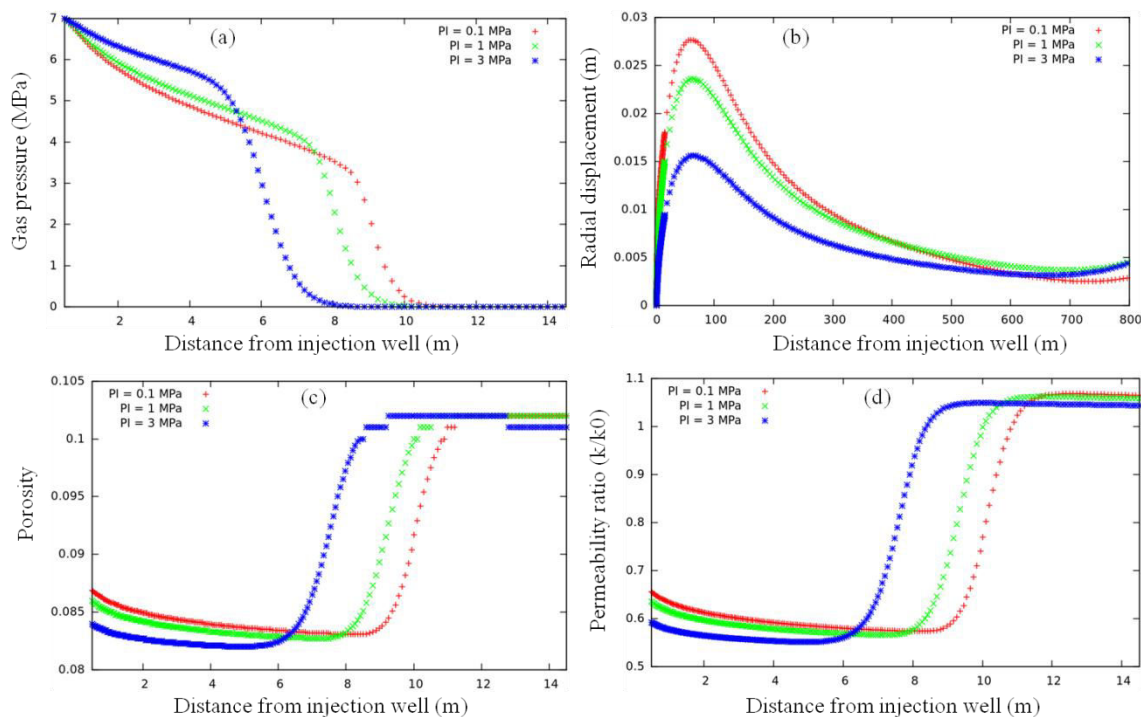 (a)
PI = 0.1 MPa
PI = 1 MPa
PI = 3 MPa
Gas pressure (MPa)
7
6
5
4
3
2
1
0
2 4 6 8 10 12 14
Distance from injection well (m)
(b)
PI = 0.1 MPa
PI = 1 MPa
PI = 3 MPa
Radial displacement (m)
0.03
0.025
0.02
0.015
0.01
0.005
0
0 100 200 300 400 500 600 700 800
Distance from injection well (m)
(c)
PI = 0.1 MPa
PI = 1 MPa
PI = 3 MPa
Porosity
0.105
0.1
0.095
0.09
0.085
0.08
2 4 6 8 10 12 14
Distance from injection well (m)
(d)
PI = 0.1 MPa
PI = 1 MPa
PI = 3 MPa
Permeability ratio (k/k0)
1.1
1
0.9
0.8
0.7
0.6
0.5
2 4 6 8 10 12 14
Distance from injection well (m)